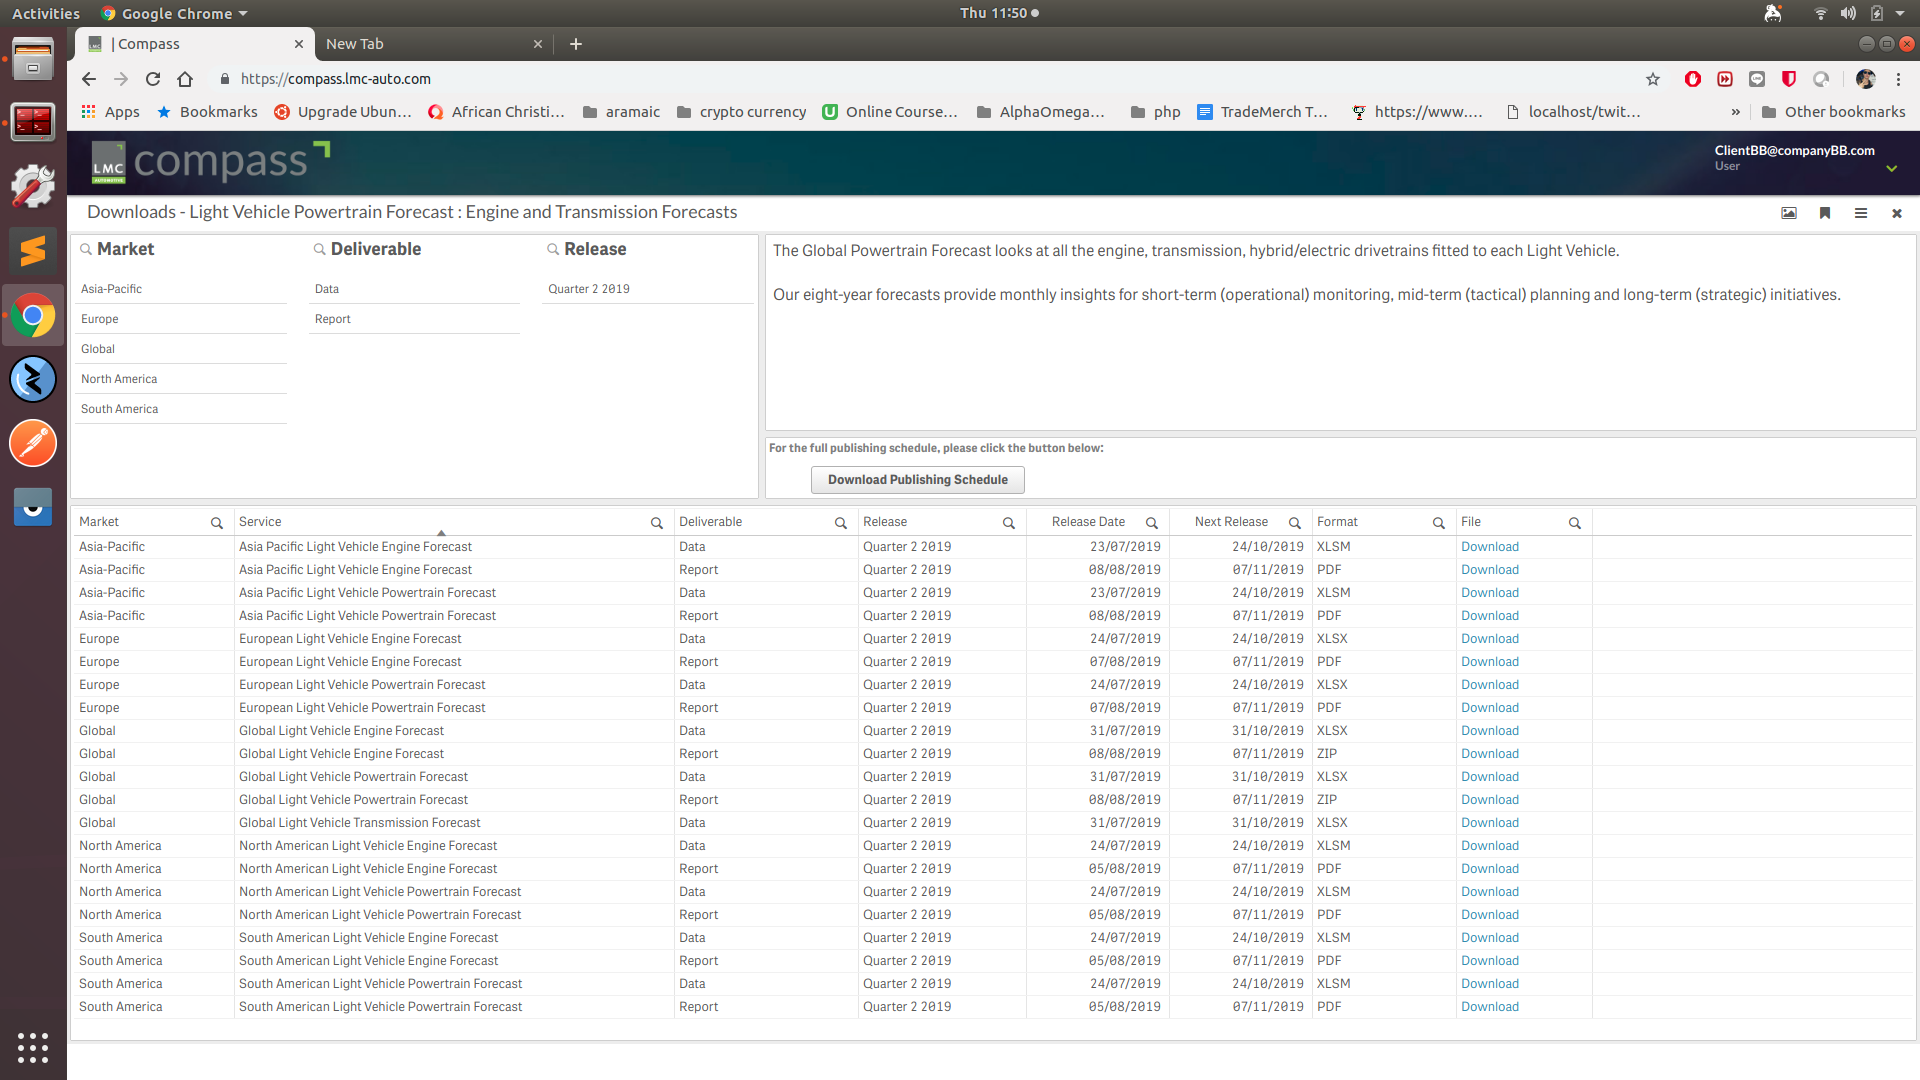 Activities Google Chrome Thu 11:50
| Compass New Tab
https://compass.lmc-auto.com
Apps Bookmarks Upgrade Ubun... African Christi... aramaic crypto currency Online Course... AlphaOmega... php TradeMerch T... https://www.... localhost/twit... » Other bookmarks
LMC AUTOMOTIVE compass
ClientBB@companyBB.com
User
Downloads - Light Vehicle Powertrain Forecast : Engine and Transmission Forecasts
Market Deliverable Release
Asia-Pacific Data Quarter 2 2019
Europe Report
Global
North America
South America
The Global Powertrain Forecast looks at all the engine, transmission, hybrid/electric drivetrains fitted to each Light Vehicle.
Our eight-year forecasts provide monthly insights for short-term (operational) monitoring, mid-term (tactical) planning and long-term (strategic) initiatives.
For the full publishing schedule, please click the button below:
Download Publishing Schedule
Market Service Deliverable Release Release Date Next Release Format File
Asia-Pacific Asia Pacific Light Vehicle Engine Forecast Data Quarter 2 2019 23/07/2019 24/10/2019 XLSM Download
Asia-Pacific Asia Pacific Light Vehicle Engine Forecast Report Quarter 2 2019 08/08/2019 07/11/2019 PDF Download
Asia-Pacific Asia Pacific Light Vehicle Powertrain Forecast Data Quarter 2 2019 23/07/2019 24/10/2019 XLSM Download
Asia-Pacific Asia Pacific Light Vehicle Powertrain Forecast Report Quarter 2 2019 08/08/2019 07/11/2019 PDF Download
Europe European Light Vehicle Engine Forecast Data Quarter 2 2019 24/07/2019 24/10/2019 XLSX Download
Europe European Light Vehicle Engine Forecast Report Quarter 2 2019 07/08/2019 07/11/2019 PDF Download
Europe European Light Vehicle Powertrain Forecast Data Quarter 2 2019 24/07/2019 24/10/2019 XLSX Download
Europe European Light Vehicle Powertrain Forecast Report Quarter 2 2019 07/08/2019 07/11/2019 PDF Download
Global Global Light Vehicle Engine Forecast Data Quarter 2 2019 31/07/2019 31/10/2019 XLSX Download
Global Global Light Vehicle Engine Forecast Report Quarter 2 2019 08/08/2019 07/11/2019 ZIP Download
Global Global Light Vehicle Powertrain Forecast Data Quarter 2 2019 31/07/2019 31/10/2019 XLSX Download
Global Global Light Vehicle Powertrain Forecast Report Quarter 2 2019 08/08/2019 07/11/2019 ZIP Download
Global Global Light Vehicle Transmission Forecast Data Quarter 2 2019 31/07/2019 31/10/2019 XLSX Download
North America North American Light Vehicle Engine Forecast Data Quarter 2 2019 24/07/2019 24/10/2019 XLSM Download
North America North American Light Vehicle Engine Forecast Report Quarter 2 2019 05/08/2019 07/11/2019 PDF Download
North America North American Light Vehicle Powertrain Forecast Data Quarter 2 2019 24/07/2019 24/10/2019 XLSM Download
North America North American Light Vehicle Powertrain Forecast Report Quarter 2 2019 05/08/2019 07/11/2019 PDF Download
South America South American Light Vehicle Engine Forecast Data Quarter 2 2019 24/07/2019 24/10/2019 XLSM Download
South America South American Light Vehicle Engine Forecast Report Quarter 2 2019 05/08/2019 07/11/2019 PDF Download
South America South American Light Vehicle Powertrain Forecast Data Quarter 2 2019 24/07/2019 24/10/2019 XLSM Download
South America South American Light Vehicle Powertrain Forecast Report Quarter 2 2019 05/08/2019 07/11/2019 PDF Download